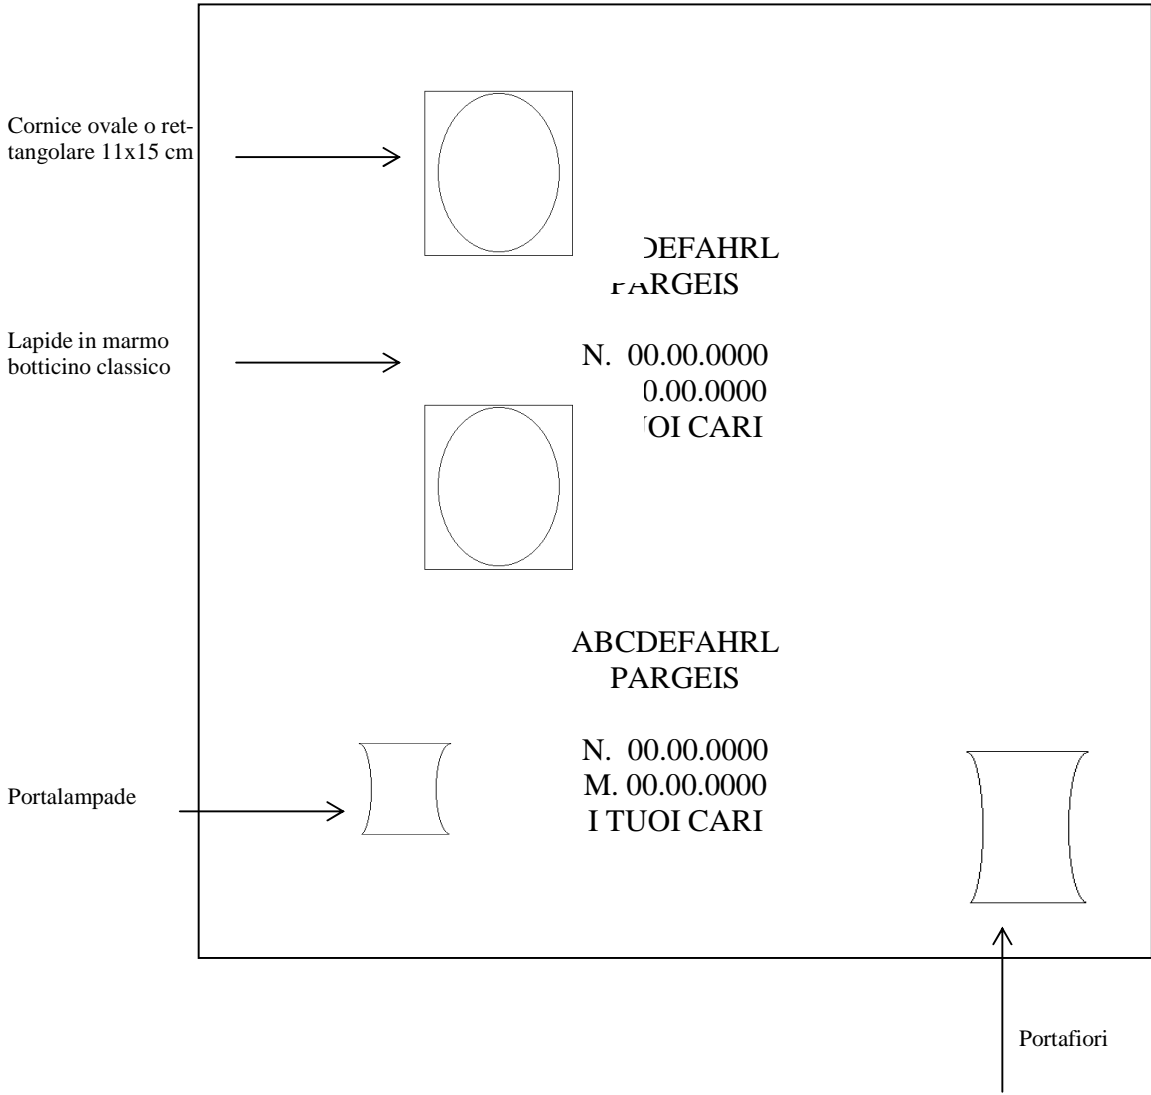 Cornice ovale o ret-
tangolare 11x15 cm
DEFAHRL
PARGEIS
Lapide in marmo
botticino classico
N. 00.00.0000
0.00.0000
UOI CARI
ABCDEFAHRL
PARGEIS
N. 00.00.0000
M. 00.00.0000
I TUOI CARI
Portalampade
Portafiori